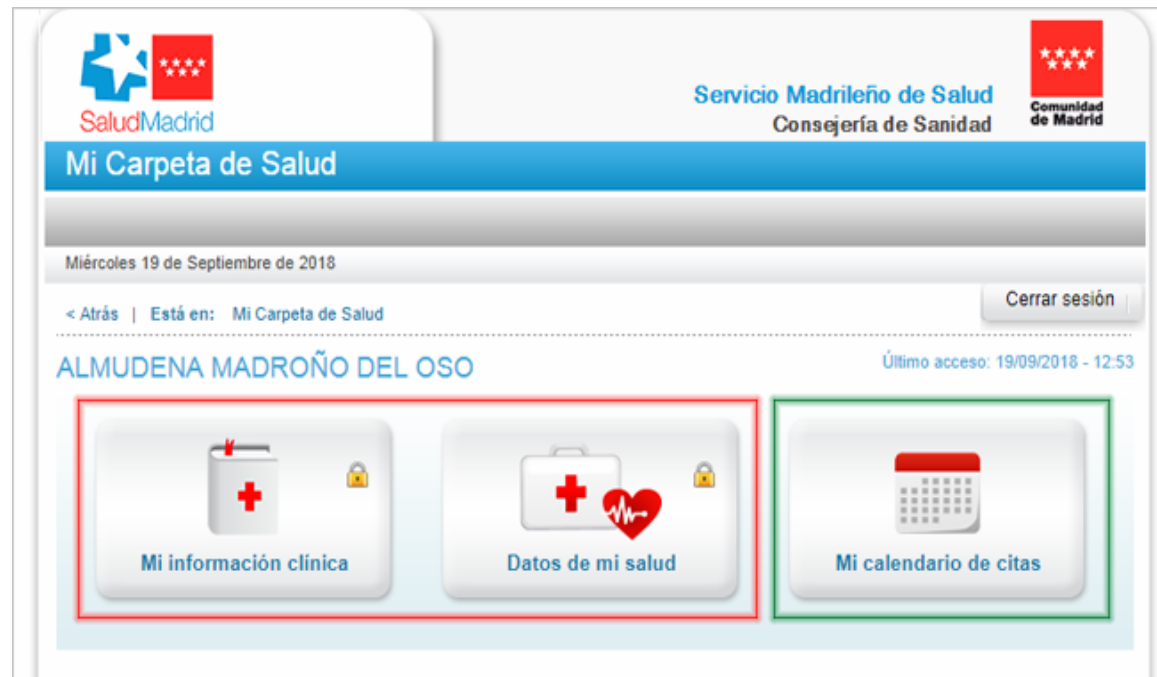 SaludMadrid
Servicio Madrileño de Salud
Consejería de Sanidad
Comunidad
de Madrid
Mi Carpeta de Salud
Miércoles 19 de Septiembre de 2018
< Atrás | Está en: Mi Carpeta de Salud
Cerrar sesión
ALMUDENA MADROÑO DEL OSO
Último acceso: 19/09/2018 - 12:53
Mi información clínica
Datos de mi salud
Mi calendario de citas